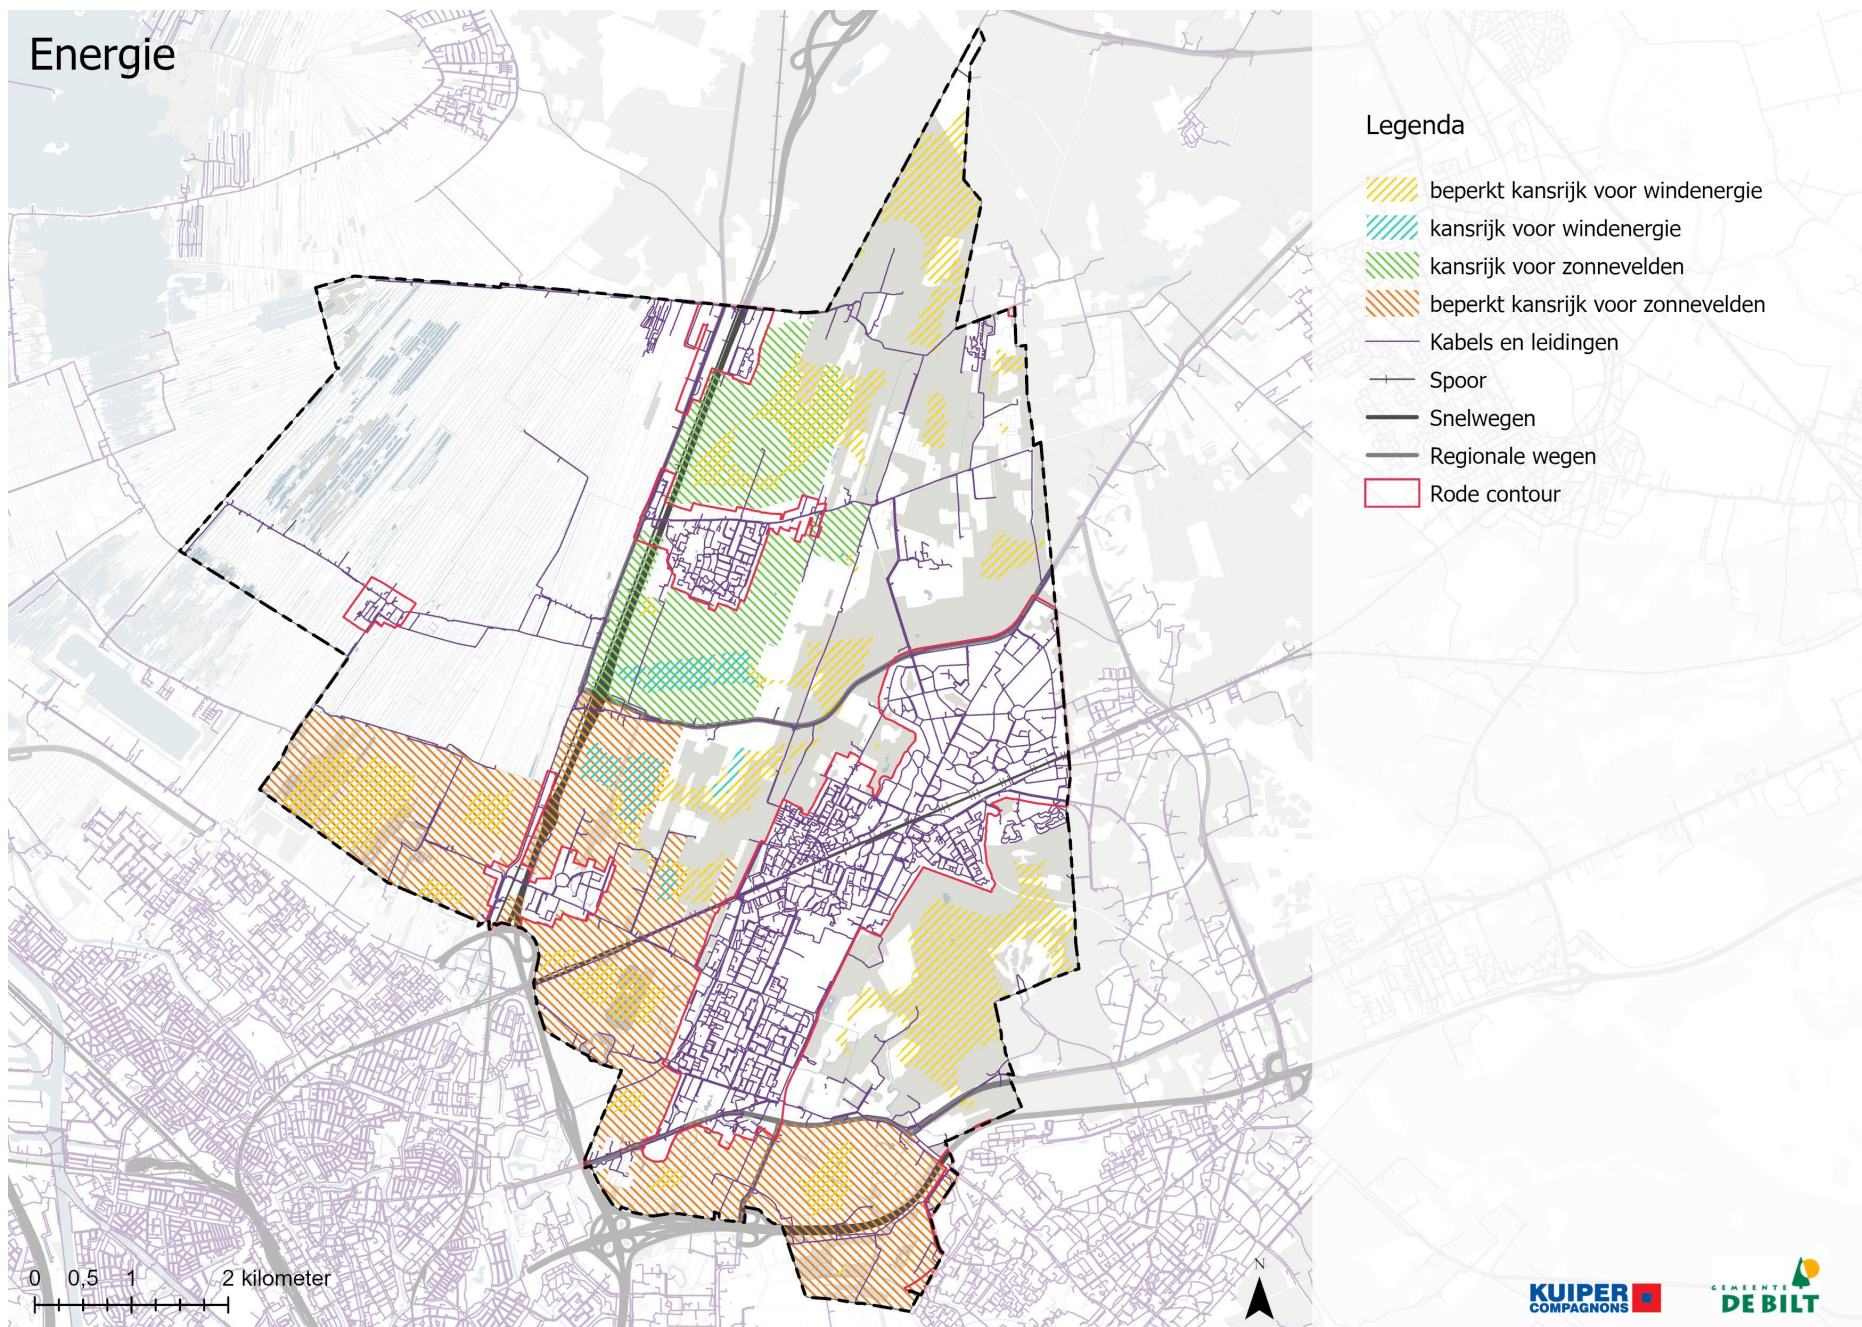 Energie
Legenda
beperkt kansrijk voor windenergie
kansrijk voor windenergie
kansrijk voor zonnevelden
beperkt kansrijk voor zonnevelden
Kabels en leidingen
Spoor
Snelwegen
Regionale wegen
Rode contour
0 0,5 1 2 kilometer
N
KUIPER
COMPAGNONS
GEMEENTE
DE BILT